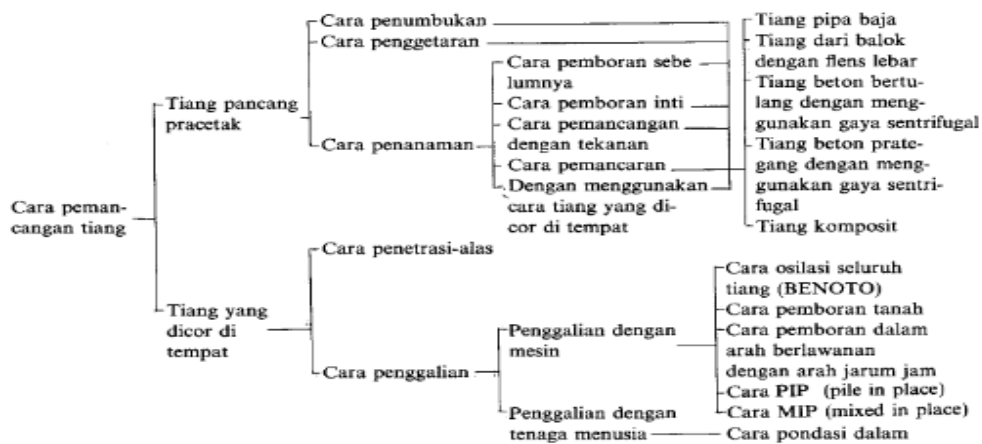 Cara peman-
cangan tiang
Tiang pancang
pracetak
Cara penumbukan
Cara penggetaran
Cara penanaman
Cara pemboran sebe
lumnya
Cara pemboran inti
Cara pemancangan
dengan tekanan
Cara pemancaran
Dengan menggunakan
cara tiang yang di-
cor di tempat
Tiang pipa baja
Tiang dari balok
dengan flens lebar
Tiang beton bertu-
lang dengan meng-
gunakan gaya sentrifugal
Tiang beton prate-
gang dengan meng-
gunakan gaya sentri-
fugal
Tiang komposit
Tiang yang
dicor di
tempat
Cara penetrasi-alas
Cara penggalian
Penggalian dengan
mesin
Cara osilasi seluruh
tiang (BENOTO)
Cara pemboran tanah
Cara pemboran dalam
arah berlawanan
dengan arah jarum jam
Cara PIP (pile in place)
Cara MIP (mixed in place)
Penggalian dengan
tenaga menusia
Cara pondasi dalam